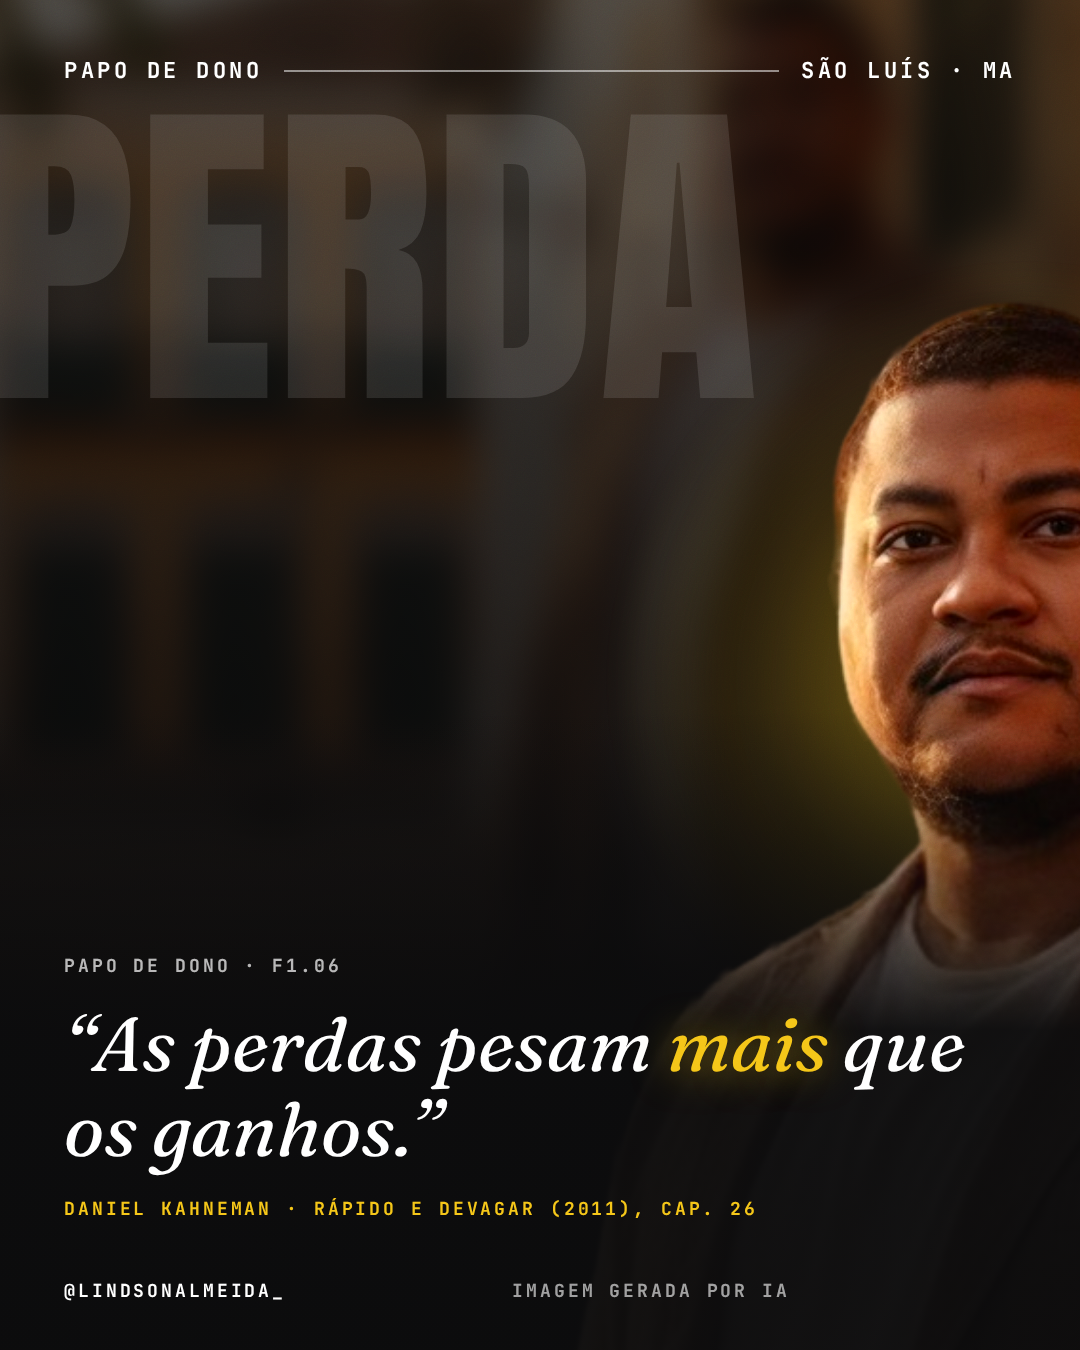 PAPO DE DONO SÃO LUÍS · MA
PERDA
PAPO DE DONO · F1.06
“As perdas pesam mais que
os ganhos.”
DANIEL KAHNEMAN · RÁPIDO E DEVAGAR (2011), CAP. 26
@LINDSONALMEIDA_ IMAGEM GERADA POR IA